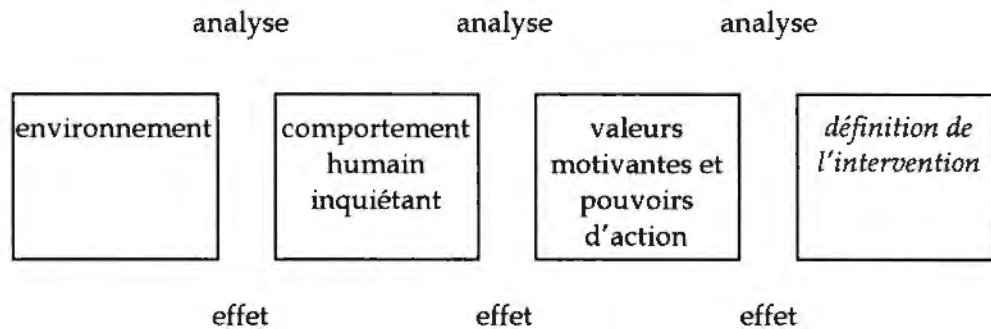 analyse analyse analyse
environnement
comportement
humain
inquiétant
valeurs
motivantes et
pouvoirs
d'action
définition de
l'intervention
effet effet effet